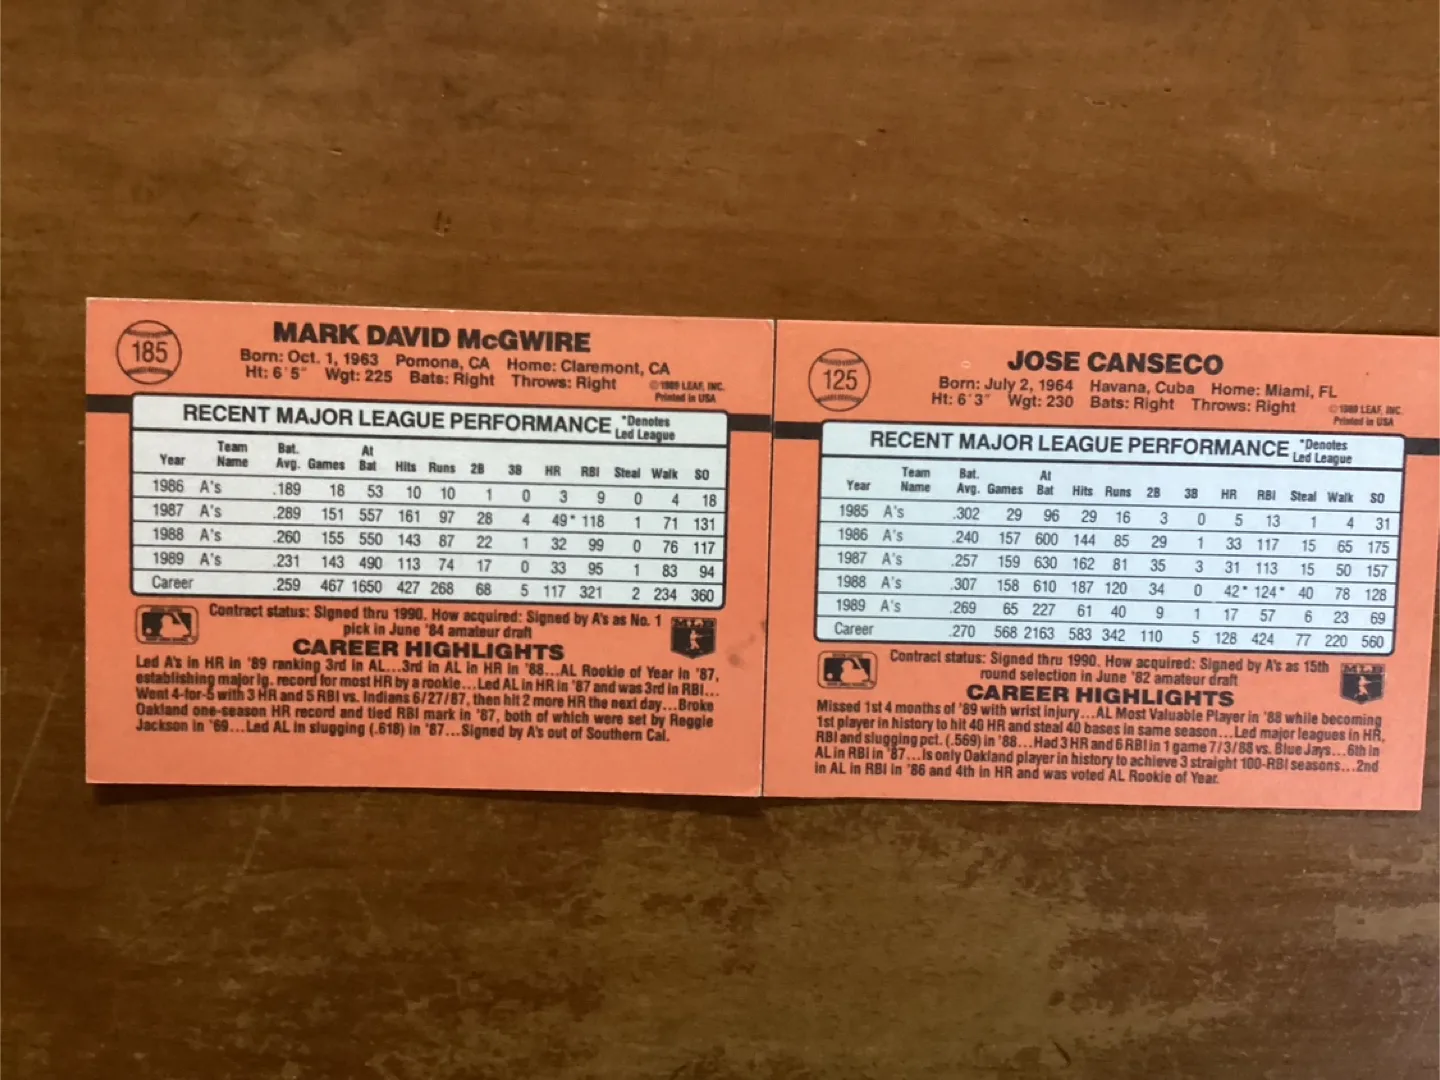 185
MARK DAVID McGWIRE
Born: Oct. 1, 1963 Pomona, CA Home: Claremont, CA
Ht: 6'5" Wgt: 225 Bats: Right Throws: Right
©1989 LEAF, INC.
Printed in USA
RECENT MAJOR LEAGUE PERFORMANCE *Denotes Led League
Year Team Name Bat. Avg. Games At Bat Hits Runs 2B 3B HR RBI Steal Walk SO
1986 A's .189 18 53 10 10 1 0 3 9 0 4 18
1987 A's .289 151 557 161 97 28 4 49* 118 1 71 131
1988 A's .260 155 550 143 87 22 1 32 99 0 76 117
1989 A's .231 143 490 113 74 17 0 33 95 1 83 94
Career .259 467 1650 427 268 68 5 117 321 2 234 360
Contract status: Signed thru 1990. How acquired: Signed by A's as No. 1
pick in June '84 amateur draft
CAREER HIGHLIGHTS
Led A's in HR in '89 ranking 3rd in AL...3rd in AL in HR in '88...AL Rookie of Year in '87,
establishing major lg. record for most HR by a rookie...Led AL in HR in '87 and was 3rd in RBI...
Went 4-for-5 with 3 HR and 5 RBI vs. Indians 6/27/87, then hit 2 more HR the next day...Broke
Oakland one-season HR record and tied RBI mark in '87, both of which were set by Reggie
Jackson in '69...Led AL in slugging (.618) in '87...Signed by A's out of Southern Cal.
MLB
125
JOSE CANSECO
Born: July 2, 1964 Havana, Cuba Home: Miami, FL
Ht: 6'3" Wgt: 230 Bats: Right Throws: Right
©1989 LEAF, INC.
Printed in USA
RECENT MAJOR LEAGUE PERFORMANCE *Denotes Led League
Year Team Name Bat. Avg. Games At Bat Hits Runs 2B 3B HR RBI Steal Walk SO
1985 A's .302 29 96 29 16 3 0 5 13 1 4 31
1986 A's .240 157 600 144 85 29 1 33 117 15 65 175
1987 A's .257 159 630 162 81 35 3 31 113 15 50 157
1988 A's .307 158 610 187 120 34 0 42* 124* 40 78 128
1989 A's .269 65 227 61 40 9 1 17 57 6 23 69
Career .270 568 2163 583 342 110 5 128 424 77 220 560
Contract status: Signed thru 1990. How acquired: Signed by A's as 15th
round selection in June '82 amateur draft
CAREER HIGHLIGHTS
Missed 1st 4 months of '89 with wrist injury...AL Most Valuable Player in '88 while becoming
1st player in history to hit 40 HR and steal 40 bases in same season...Led major leagues in HR,
RBI and slugging pct. (.569) in '88...Had 3 HR and 6 RBI in 1 game 7/3/88 vs. Blue Jays...6th in
AL in RBI in '87...Is only Oakland player in history to achieve 3 straight 100-RBI seasons...2nd
in AL in RBI in '86 and 4th in HR and was voted AL Rookie of Year.
MLB